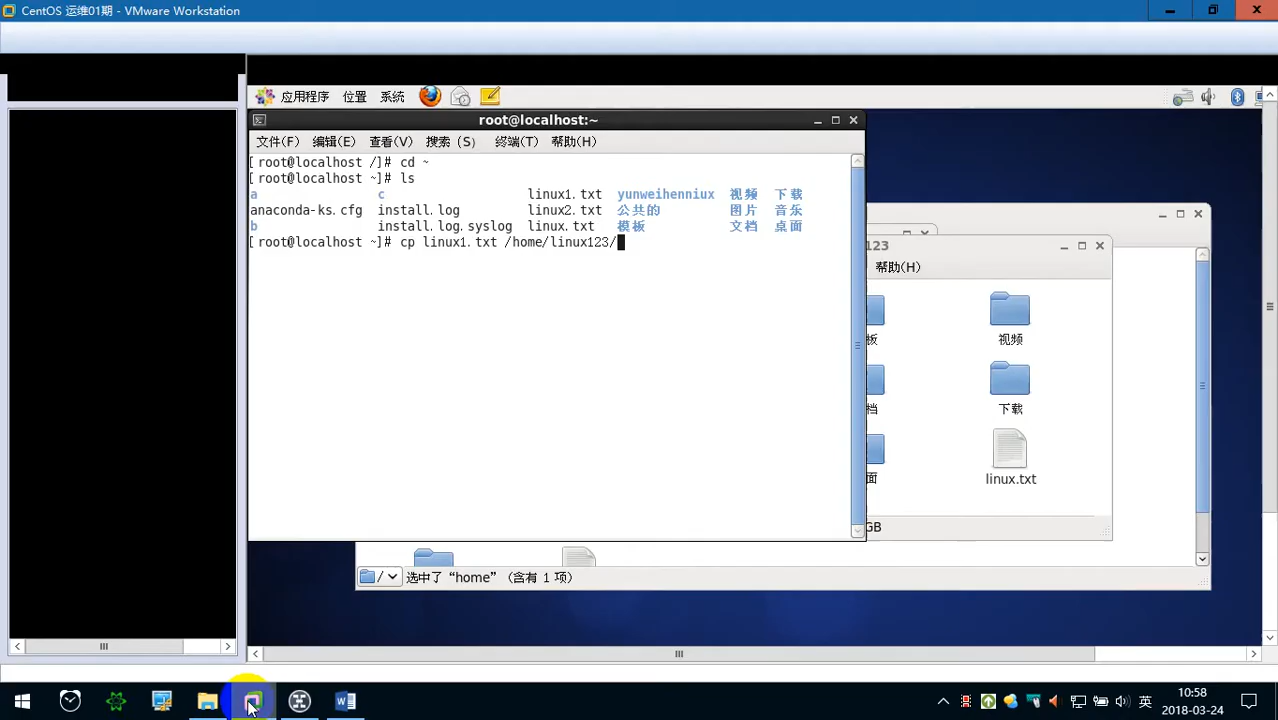 CentOS 运维01期 - VMware Workstation
应用程序 位置 系统
root@localhost:~
文件(F) 编辑(E) 查看(V) 搜索 (S) 终端(T) 帮助(H)
[root@localhost /]# cd ~
[root@localhost ~]# ls
a c linux1.txt yunweihenniux 视频 下载
anaconda-ks.cfg install.log linux2.txt 公共的 图片 音乐
b install.log.syslog linux.txt 模板 文档 桌面
[root@localhost ~]# cp linux1.txt /home/linux123/
123
帮助(H)
板 视频
档 下载
面 linux.txt
GB
/ 选中了 “home” (含有 1 项)
英
10:58
2018-03-24